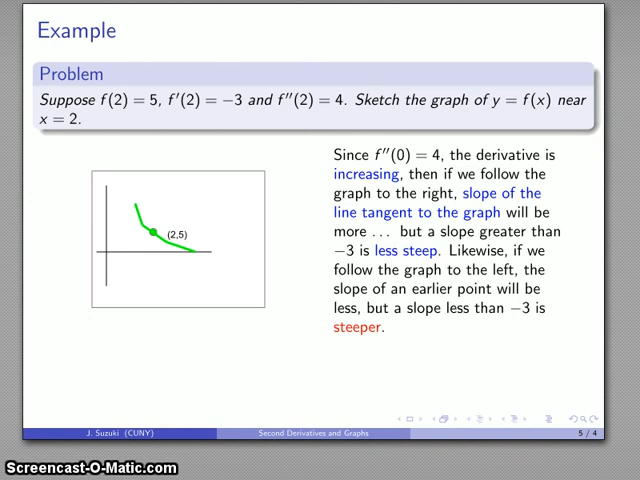 Example
Problem
Suppose f(2) = 5, f′(2) = −3 and f″(2) = 4. Sketch the graph of y = f(x) near
x = 2.
Since f″(0) = 4, the derivative is
increasing, then if we follow the
graph to the right, slope of the
line tangent to the graph will be
more ... but a slope greater than
−3 is less steep. Likewise, if we
follow the graph to the left, the
slope of an earlier point will be
less, but a slope less than −3 is
steeper.
(2,5)
J. Suzuki (CUNY)
Second Derivatives and Graphs
5 / 4
Screencast-O-Matic.com